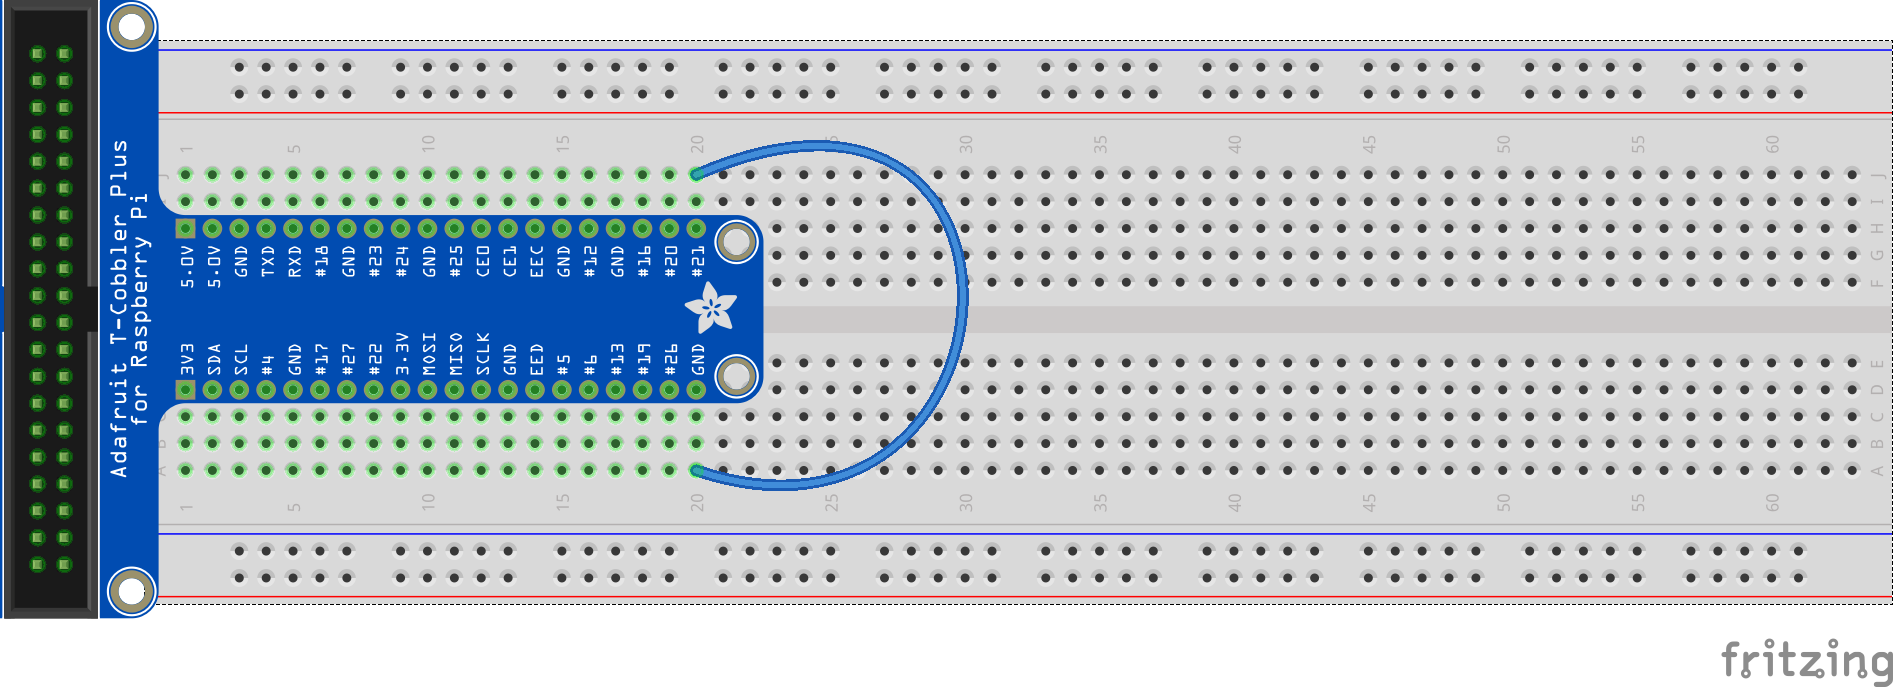 1 5 10 15 20 25 30 35 40 45 50 55 60
J
I
H
G
F
Adafruit T-Cobbler Plus
for Raspberry Pi
5.0V 5.0V GND TXD RXD #18 GND #23 #24 GND #25 CE0 CE1 EEC GND #12 GND #16 #20 #21
3V3 SDA SCL #4 GND #17 #27 #22 3.3V MOSI MISO SCLK GND EED #5 #6 #13 #19 #26 GND
E
D
C
B B
A A
1 5 10 15 20 25 30 35 40 45 50 55 60
fritzing